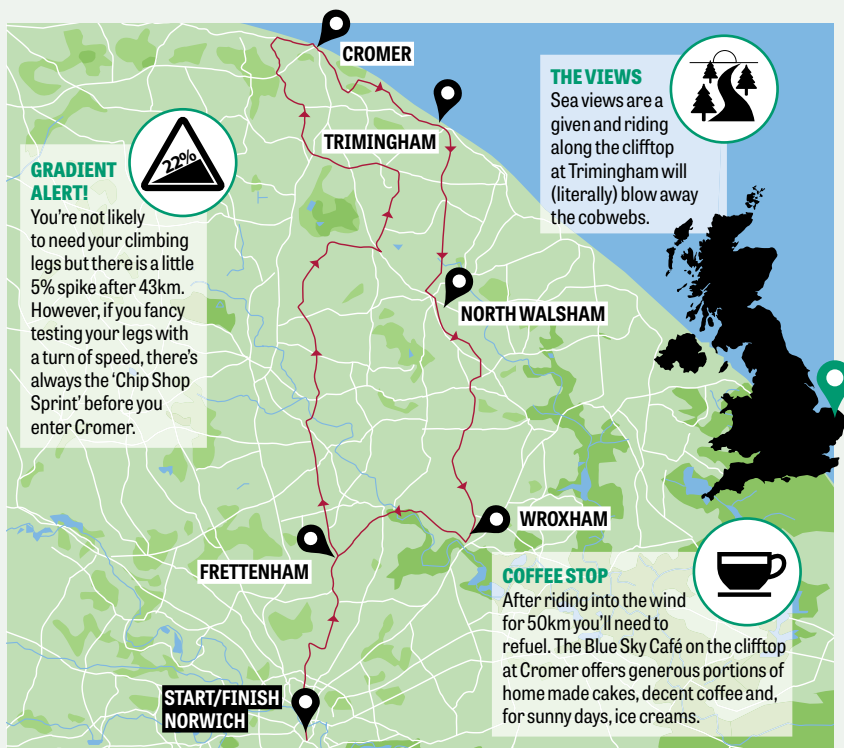 CROMER
TRIMINGHAM
THE VIEWS
Sea views are a
given and riding
along the clifftop
at Trimingham will
(literally) blow away
the cobwebs.
22%
GRADIENT
ALERT!
You're not likely
to need your climbing
legs but there is a little
5% spike after 43km.
However, if you fancy
testing your legs with
a turn of speed, there's
always the ‘Chip Shop
Sprint’ before you
enter Cromer.
NORTH WALSHAM
WROXHAM
FRETTENHAM
COFFEE STOP
After riding into the wind
for 50km you'll need to
refuel. The Blue Sky Café on the clifftop
at Cromer offers generous portions of
home made cakes, decent coffee and,
for sunny days, ice creams.
START/FINISH
NORWICH